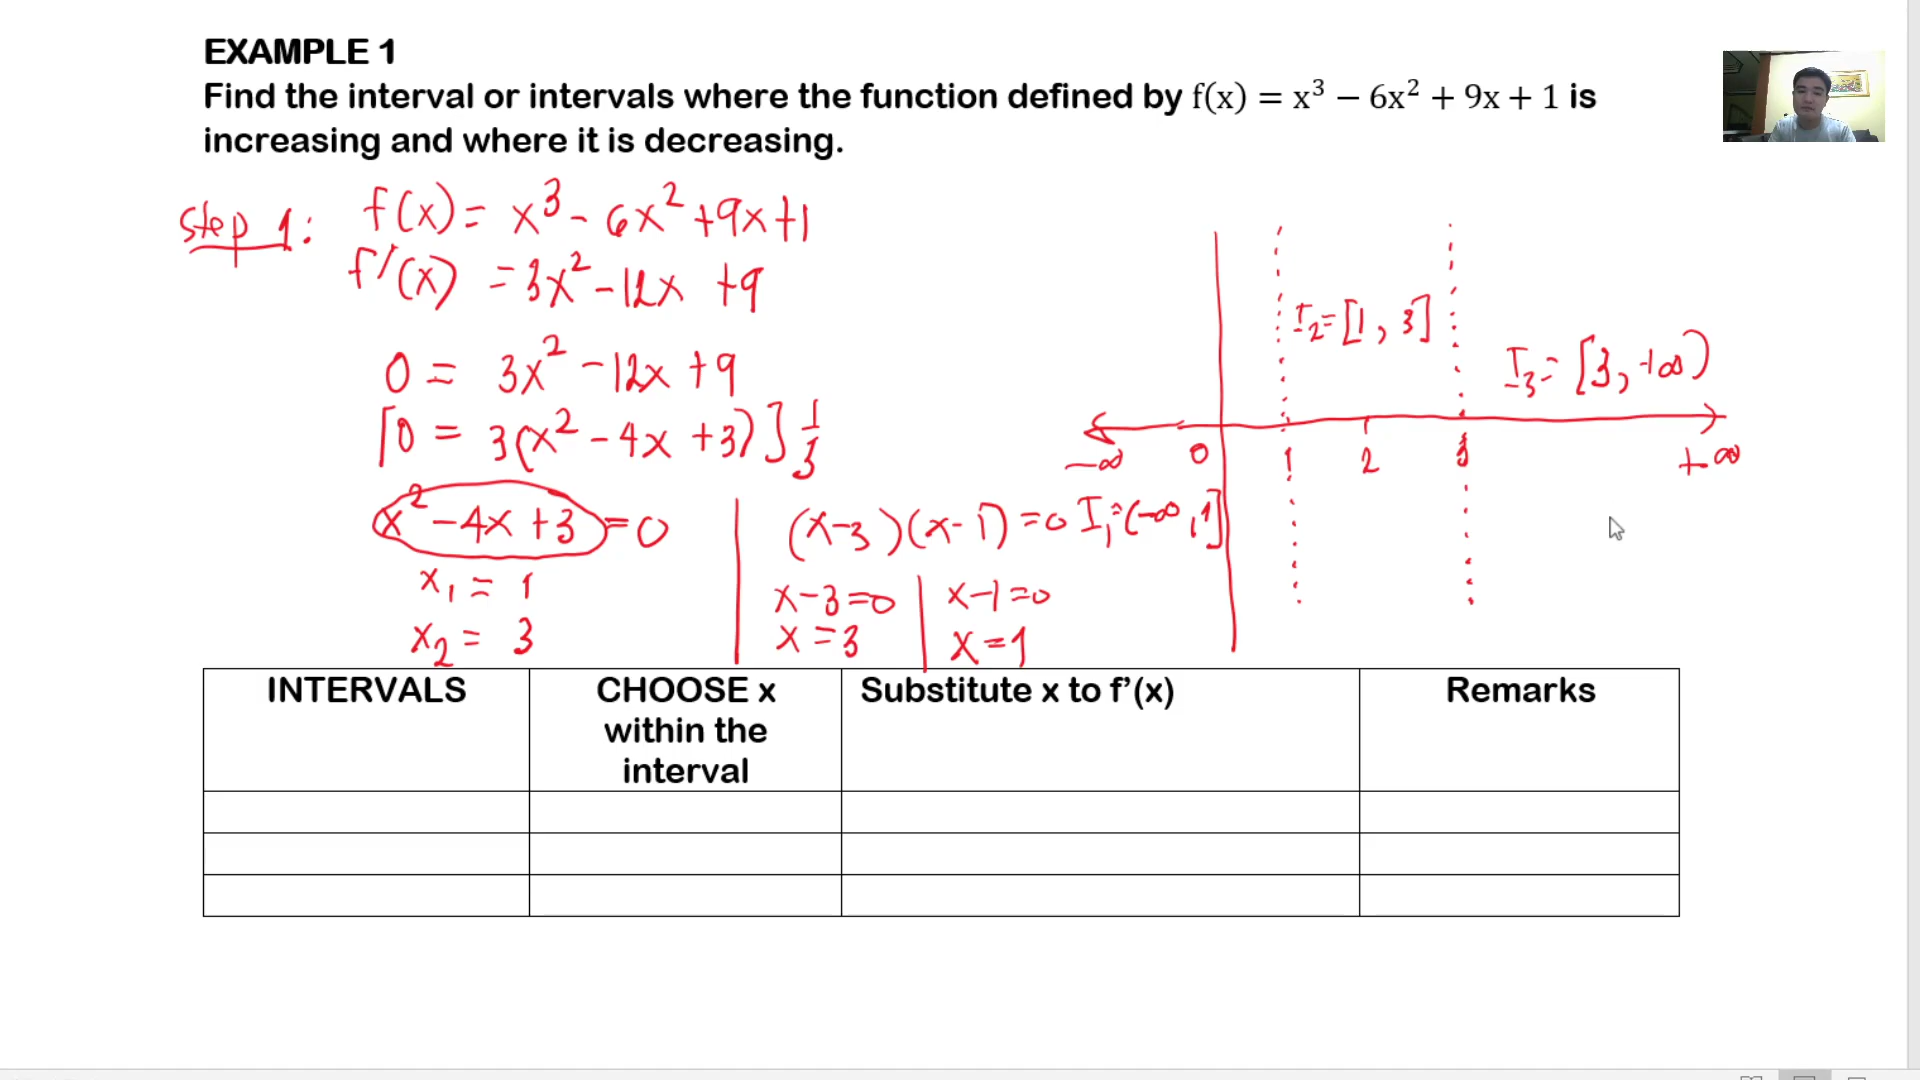 EXAMPLE 1
Find the interval or intervals where the function defined by f(x) = x³ − 6x² + 9x + 1 is
increasing and where it is decreasing.
Step 1: f(x) = x³ - 6x² + 9x + 1
f'(x) = 3x² - 12x + 9
0 = 3x² - 12x + 9
[0 = 3(x² - 4x + 3)] 1/3
x² - 4x + 3 = 0
x₁ = 1
x₂ = 3
(x-3)(x-1) = 0
x-3=0
x=3
x-1=0
x=1
I₂ = [1, 3]
I₃ = [3, +∞)
-∞ 0 1 2 3 +∞
I₁ = (-∞, 1]
INTERVALS
CHOOSE x
within the
interval
Substitute x to f’(x)
Remarks